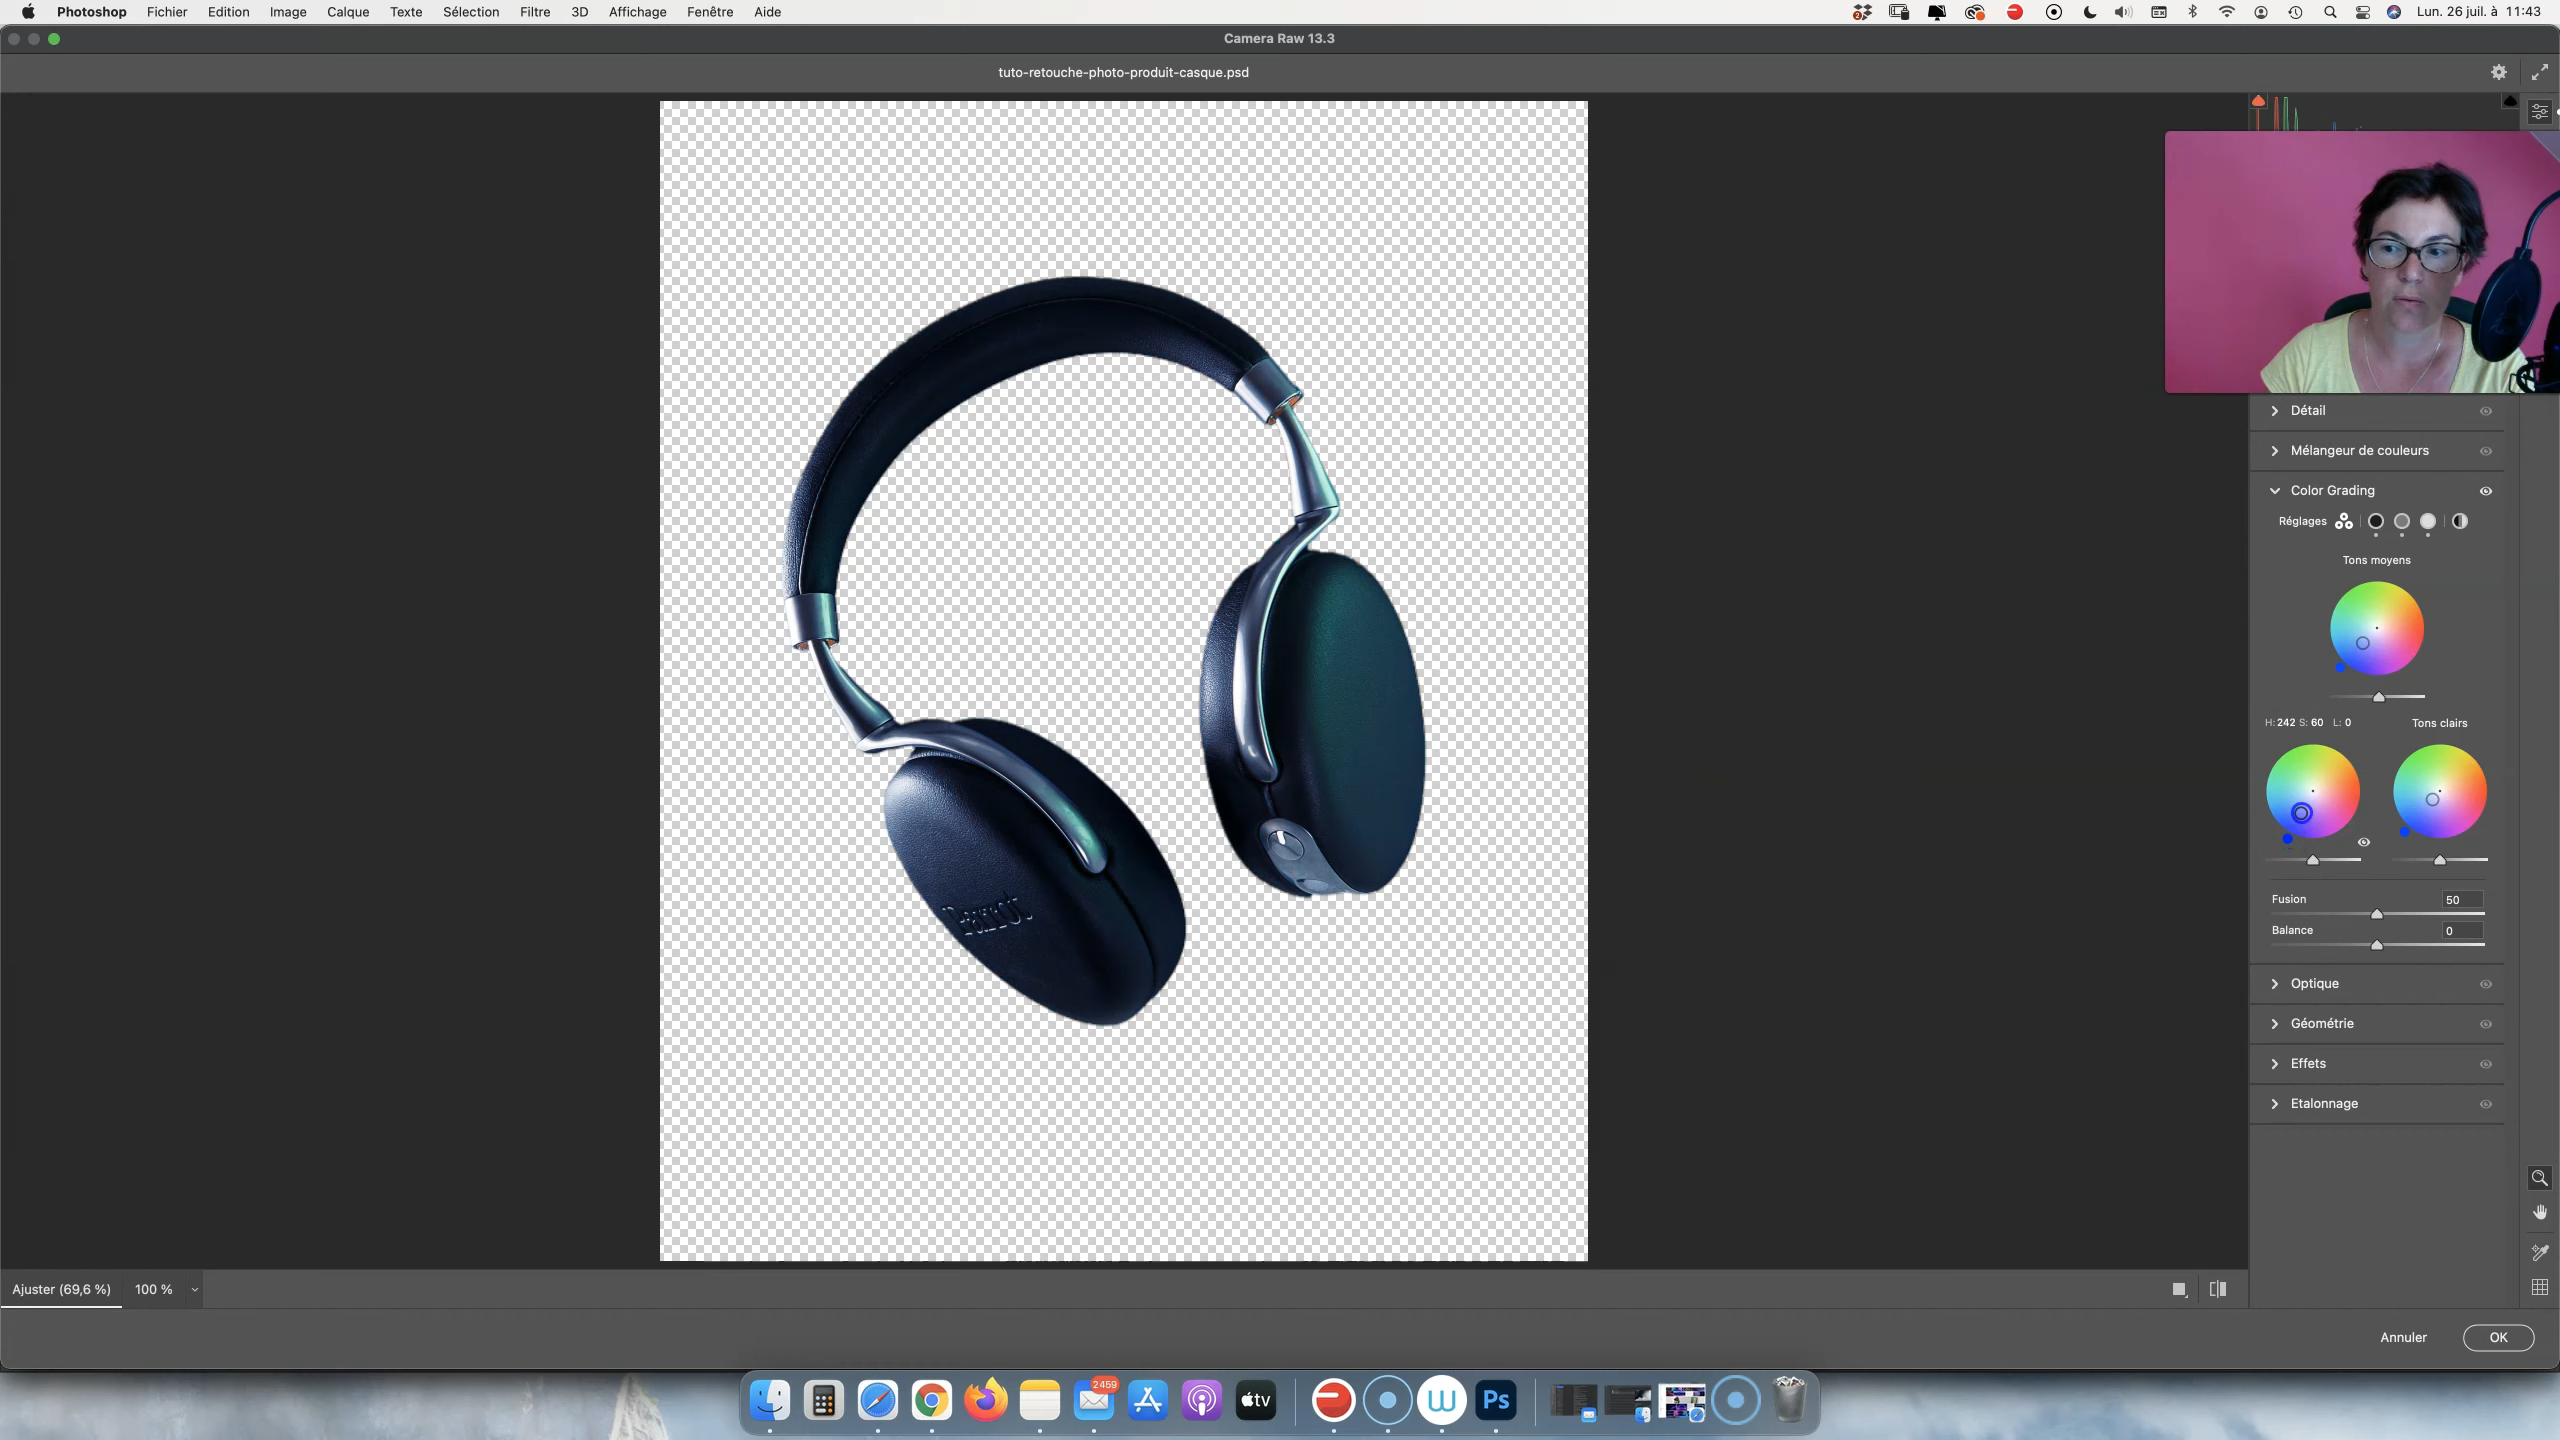 Photoshop Fichier Edition Image Calque Texte Sélection Filtre 3D Affichage Fenêtre Aide Lun. 26 juil. à 11:43
Camera Raw 13.3
tuto-retouche-photo-produit-casque.psd
Détail
Mélangeur de couleurs
Color Grading
Réglages
Tons moyens
H: 242 S: 60 L: 0 Tons clairs
Fusion 50
Balance 0
Parrot
Optique
Géométrie
Effets
Etalonnage
Ajuster (69,6 %) 100 %
Annuler OK
2459
tv
W
Ps